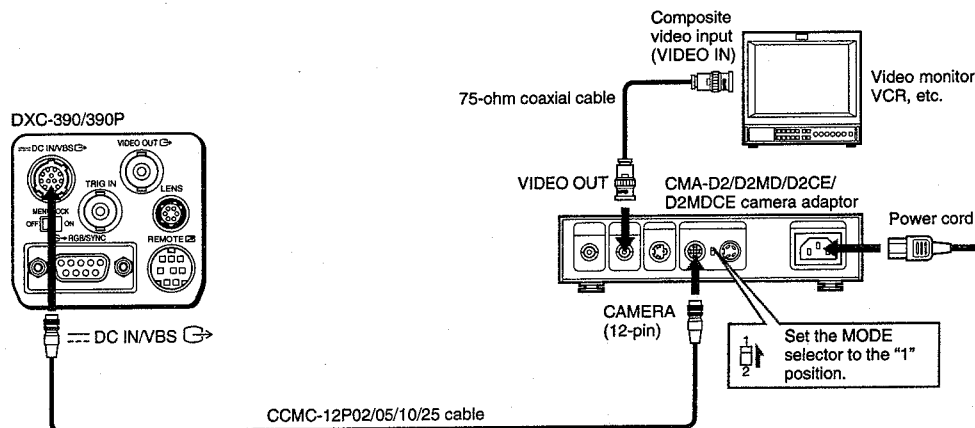 Composite
video input
(VIDEO IN)
Video monitor
VCR, etc.
75-ohm coaxial cable
DXC-390/390P
DC IN/VBS
VIDEO OUT
TRIG IN
LENS
OFF
ON
RGB/SYNC
REMOTE
VIDEO OUT
CMA-D2/D2MD/D2CE/
D2MDCE camera adaptor
Power cord
CAMERA
(12-pin)
DC IN/VBS
1
2
Set the MODE
selector to the “1”
position.
CCMC-12P02/05/10/25 cable